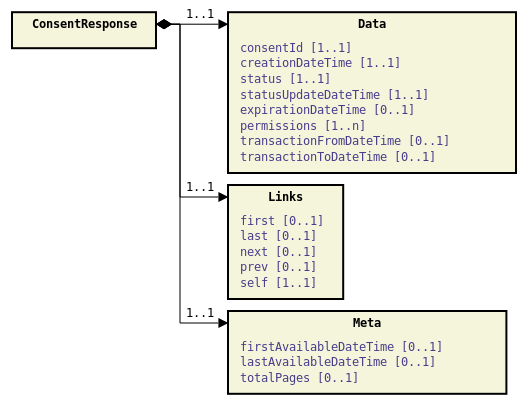 ConsentResponse
1..1
Data
consentId [1..1]
creationDateTime [1..1]
status [1..1]
statusUpdateDateTime [1..1]
expirationDateTime [0..1]
permissions [1..n]
transactionFromDateTime [0..1]
transactionToDateTime [0..1]
1..1
Links
first [0..1]
last [0..1]
next [0..1]
prev [0..1]
self [1..1]
1..1
Meta
firstAvailableDateTime [0..1]
lastAvailableDateTime [0..1]
totalPages [0..1]